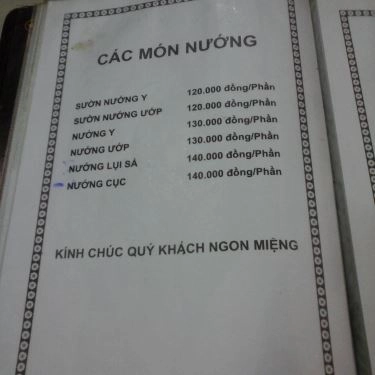 CÁC MÓN NƯỚNG
SƯỜN NƯỚNG Y 120.000 đồng/Phần
SƯỜN NƯỚNG ƯỚP 120.000 đồng/Phần
NƯỚNG Y 130.000 đồng/Phần
NƯỚNG ƯỚP 130.000 đồng/Phần
NƯỚNG LỤI SẢ 140.000 đồng/Phần
NƯỚNG CỤC 140.000 đồng/Phần
KÍNH CHÚC QUÝ KHÁCH NGON MIỆNG